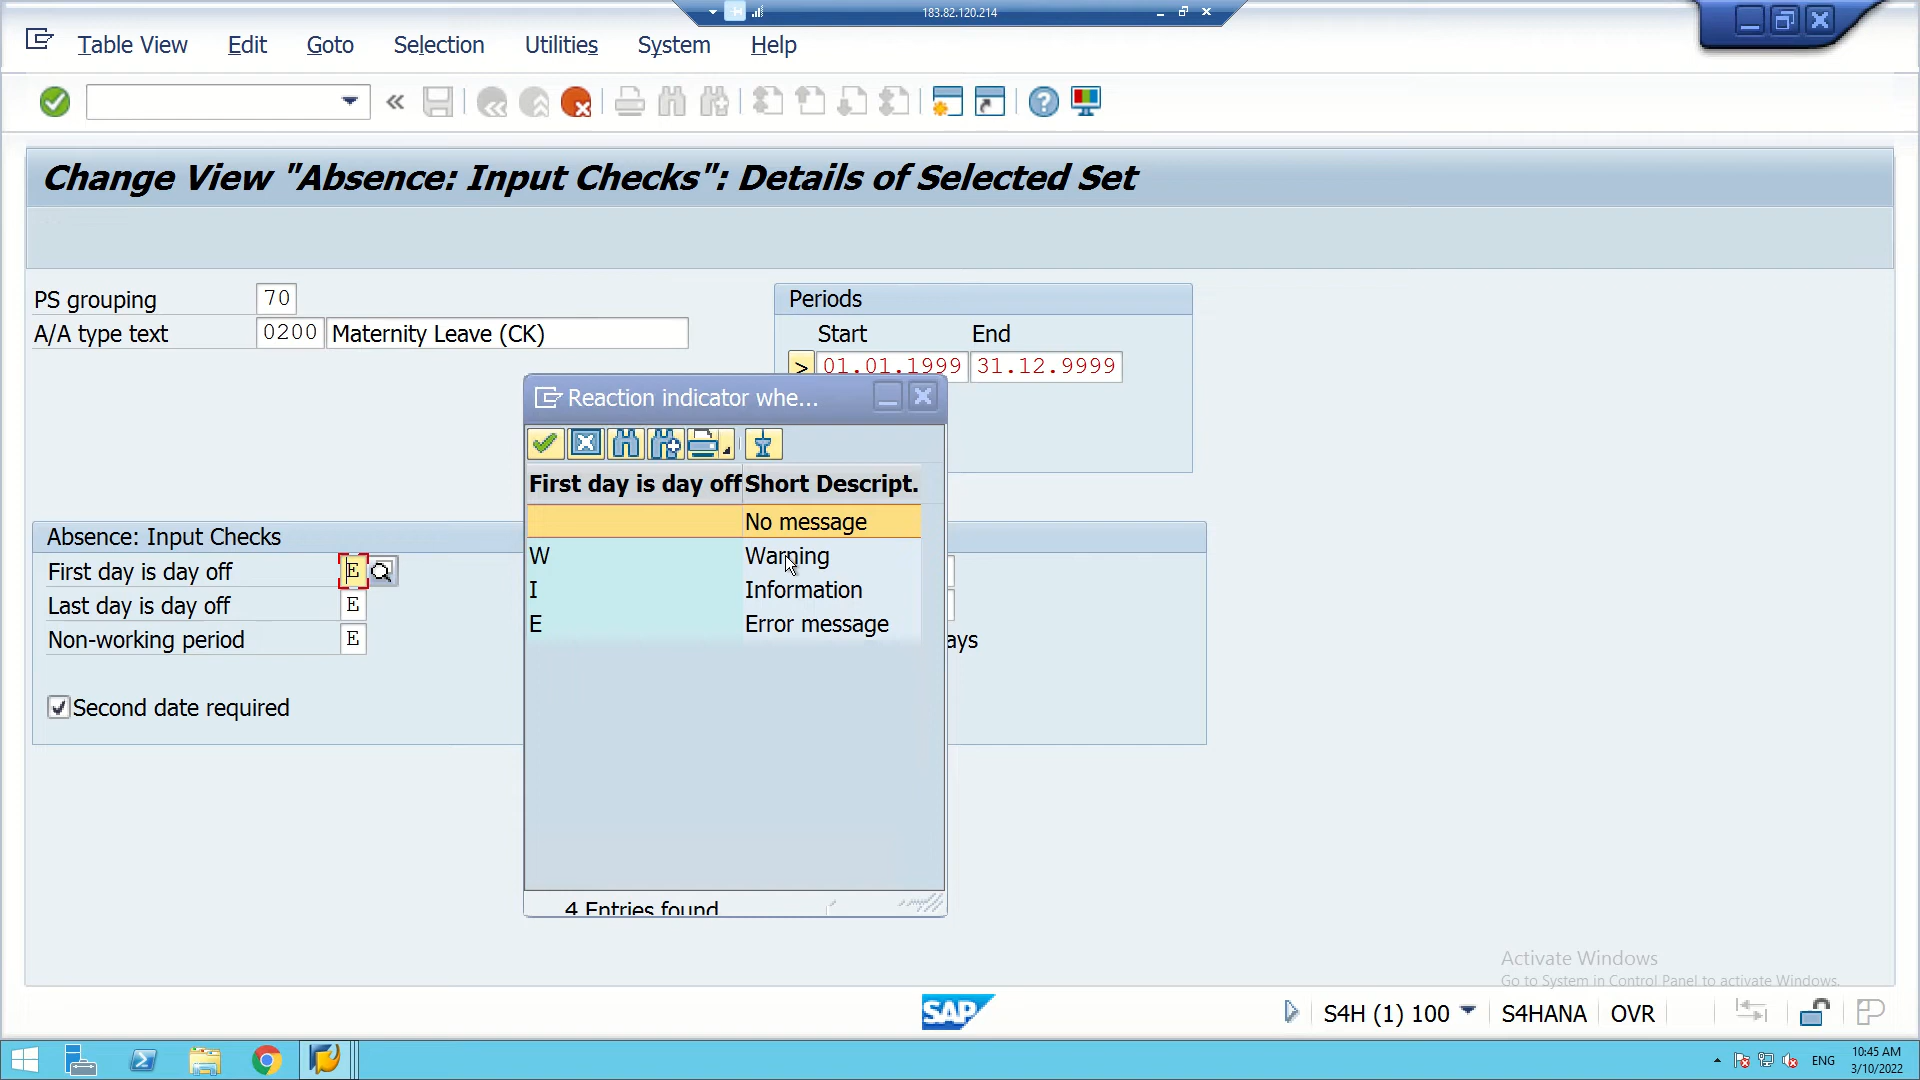 183.82.120.214
Table View Edit Goto Selection Utilities System Help
Change View "Absence: Input Checks": Details of Selected Set
PS grouping 70
A/A type text 0200 Maternity Leave (CK)
Periods
Start End
> 01.01.1999 31.12.9999
Reaction indicator whe...
First day is day off Short Descript.
No message
W Warning
I Information
E Error message
4 Entries found
Absence: Input Checks
First day is day off E
Last day is day off E
Non-working period E
ays
Second date required
Activate Windows
Go to System in Control Panel to activate Windows.
SAP
S4H (1) 100 S4HANA OVR
ENG
10:45 AM
3/10/2022